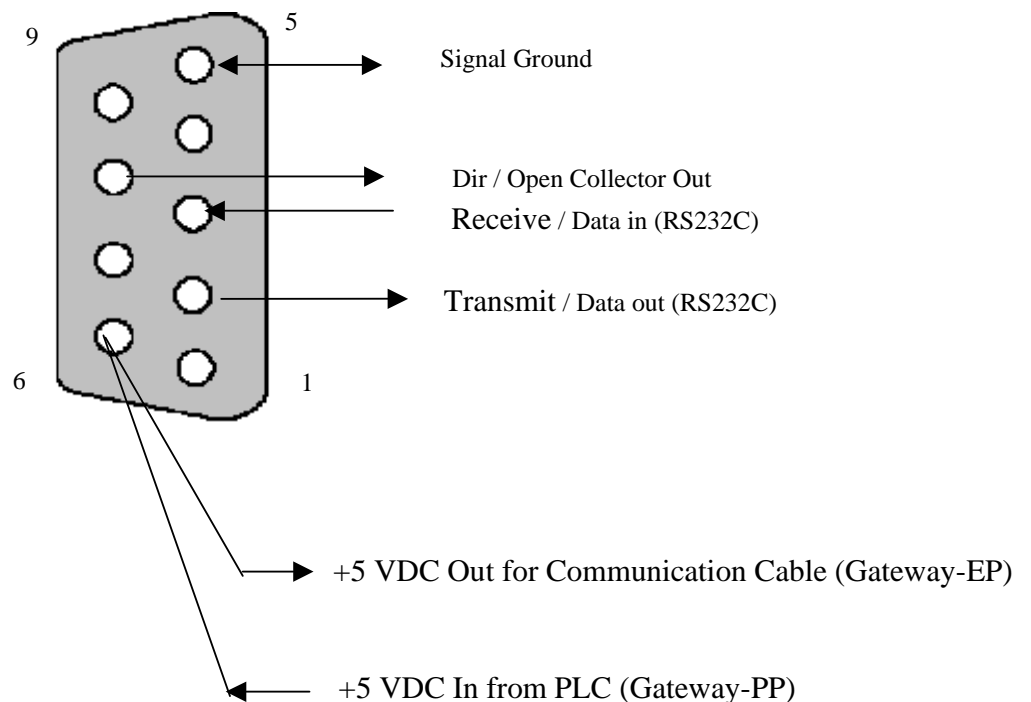 5
9
Signal Ground
Dir / Open Collector Out
Receive / Data in (RS232C)
Transmit / Data out (RS232C)
6
1
+5 VDC Out for Communication Cable (Gateway-EP)
+5 VDC In from PLC (Gateway-PP)